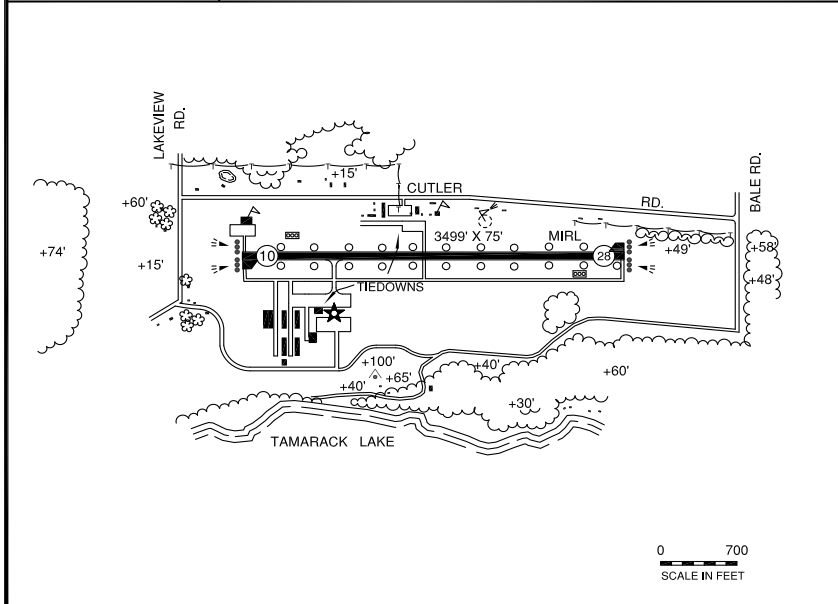 LAKEVIEW
RD.
BALE RD.
+15'
CUTLER
RD.
+60'
3499' X 75'
MIRL
+49'
+58'
+74'
+15'
10
28
+48'
TIEDOWNS
+100'
+40'
+65'
+40'
+60'
+30'
TAMARACK LAKE
0 700
SCALE IN FEET